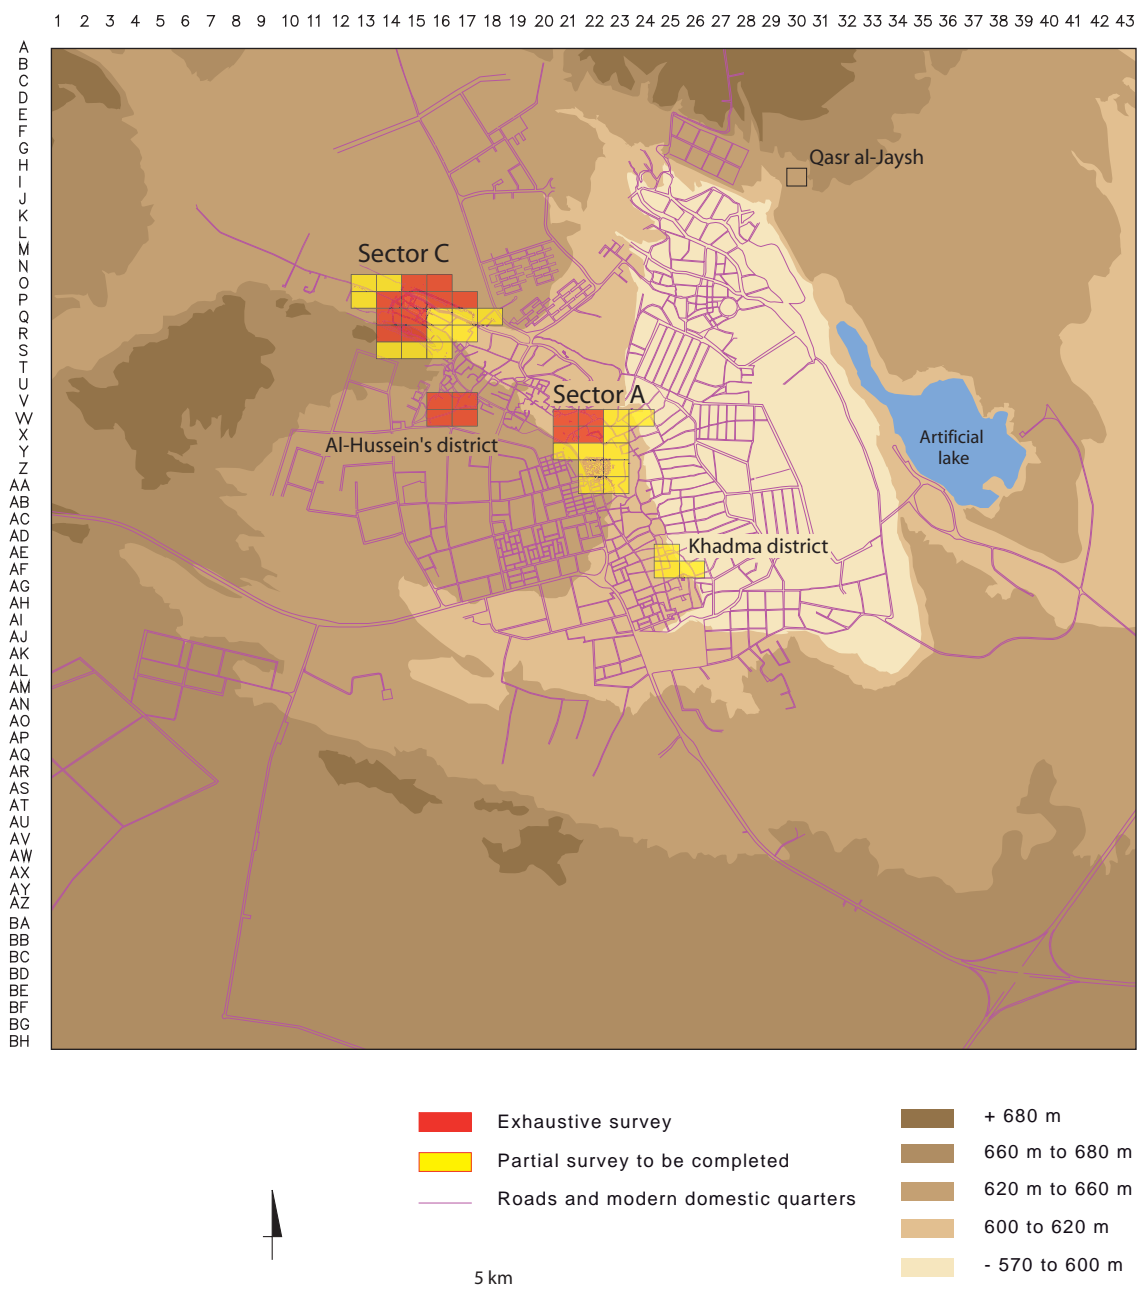 1 2 3 4 5 6 7 8 9 10 11 12 13 14 15 16 17 18 19 20 21 22 23 24 25 26 27 28 29 30 31 32 33 34 35 36 37 38 39 40 41 42 43
A
B
C
D
E
F
G
H
I
J
K
L
M
N
O
P
Q
R
S
T
U
V
W
X
Y
Z
AA
AB
AC
AD
AE
AF
AG
AH
AI
AJ
AK
AL
AM
AN
AO
AP
AQ
AR
AS
AT
AU
AV
AW
AX
AY
AZ
BA
BB
BC
BD
BE
BF
BG
BH
Qasr al-Jaysh
Sector C
Sector A
Al-Hussein's district
Artificial
lake
Khadma district
Exhaustive survey
Partial survey to be completed
Roads and modern domestic quarters
+ 680 m
660 m to 680 m
620 m to 660 m
600 to 620 m
- 570 to 600 m
5 km